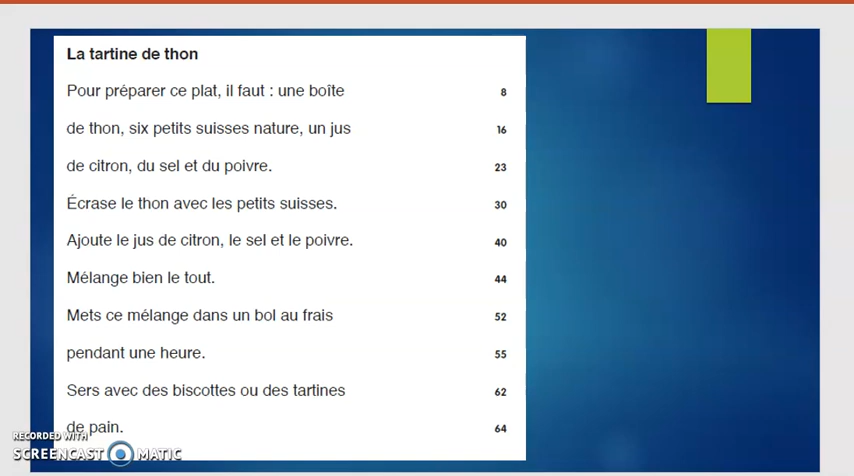 La tartine de thon
Pour préparer ce plat, il faut : une boîte 8
de thon, six petits suisses nature, un jus 16
de citron, du sel et du poivre. 23
Écrase le thon avec les petits suisses. 30
Ajoute le jus de citron, le sel et le poivre. 40
Mélange bien le tout. 44
Mets ce mélange dans un bol au frais 52
pendant une heure. 55
Sers avec des biscottes ou des tartines 62
de pain. 64
RECORDED WITH
SCREENCAST MATIC